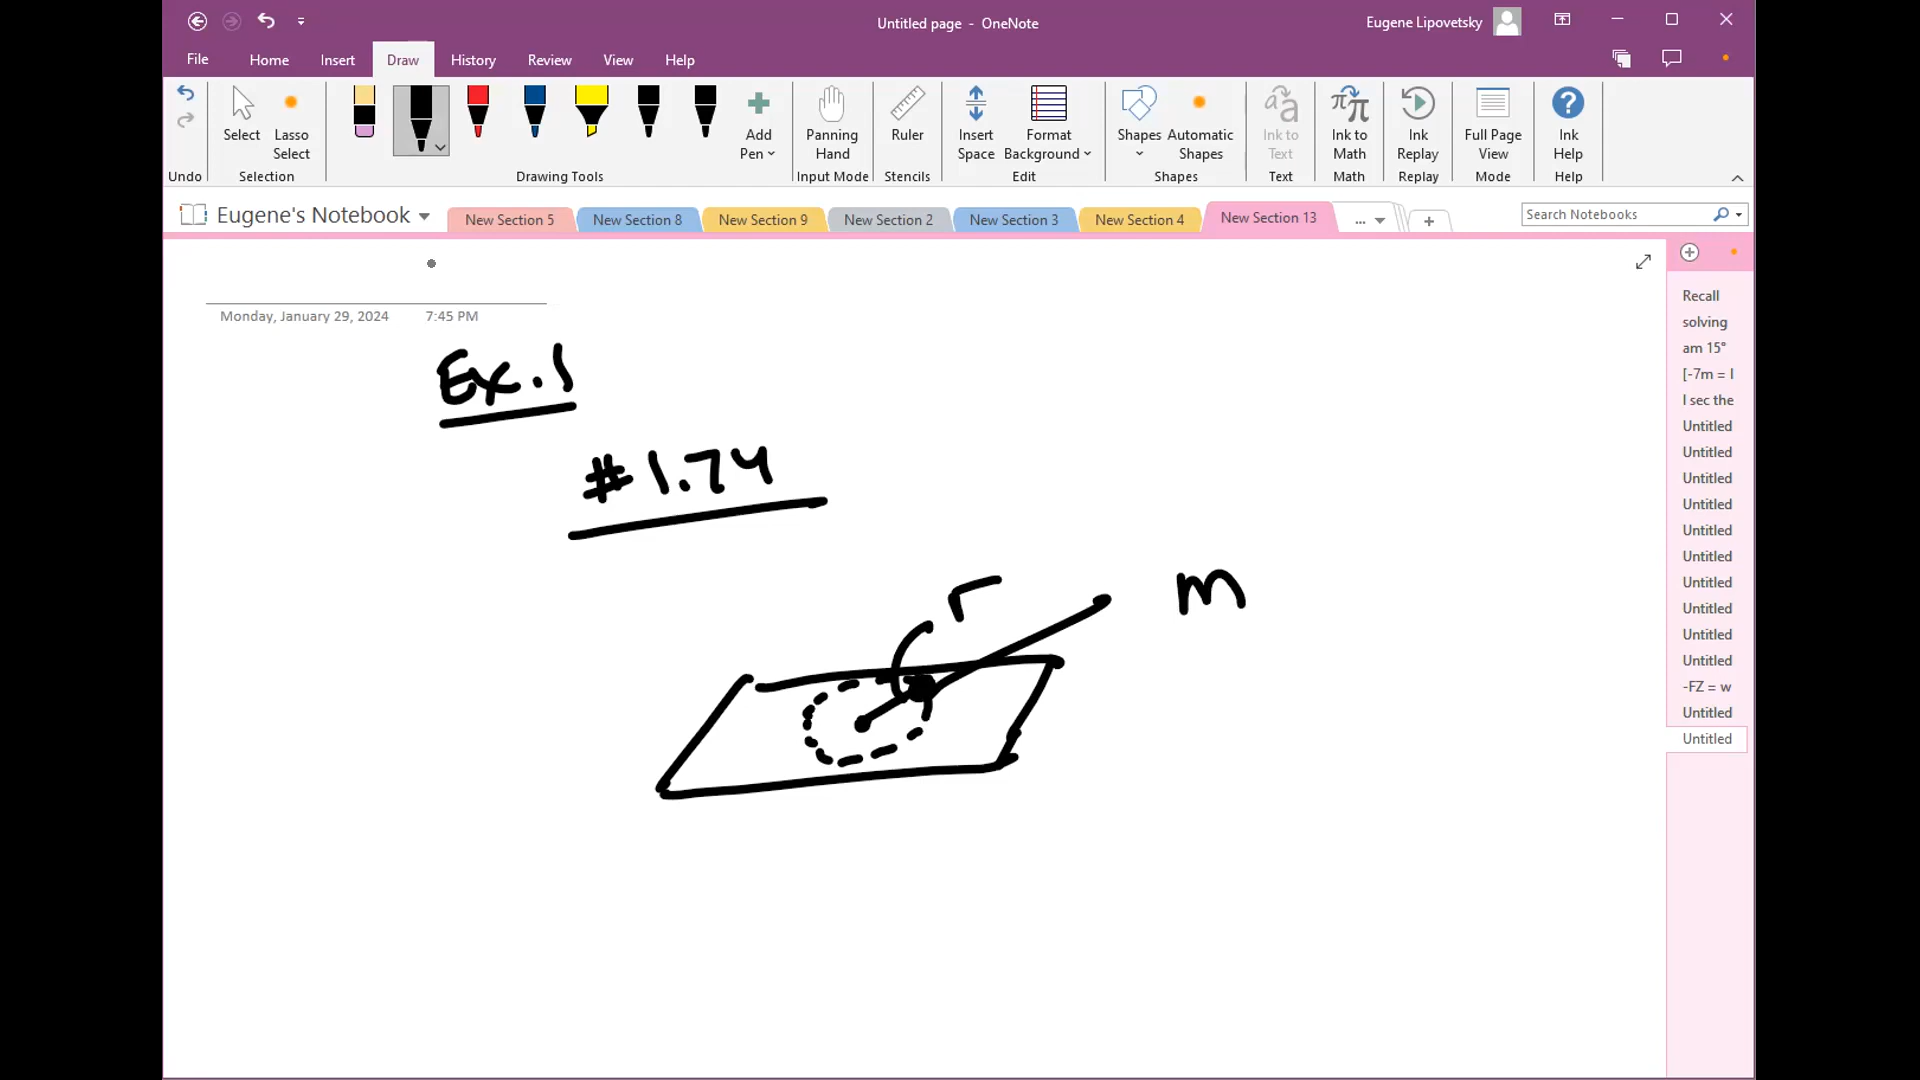 Untitled page - OneNote
Eugene Lipovetsky
File Home Insert Draw History Review View Help
Select
Lasso Select
Add Pen
Panning Hand
Ruler
Insert Space
Format Background
Shapes
Automatic Shapes
Ink to Text
Ink to Math
Ink Replay
Full Page View
Ink Help
Undo Selection Drawing Tools Input Mode Stencils Edit Shapes Text Math Replay Mode Help
Eugene's Notebook
New Section 5 New Section 8 New Section 9 New Section 2 New Section 3 New Section 4 New Section 13 ...
Search Notebooks
Monday, January 29, 2024 7:45 PM
Ex. 1
#1.74
r
m
Recall
solving
am 15°
[-7m = I
I sec the
Untitled
Untitled
Untitled
Untitled
Untitled
Untitled
Untitled
Untitled
Untitled
Untitled
-FZ = w
Untitled
Untitled